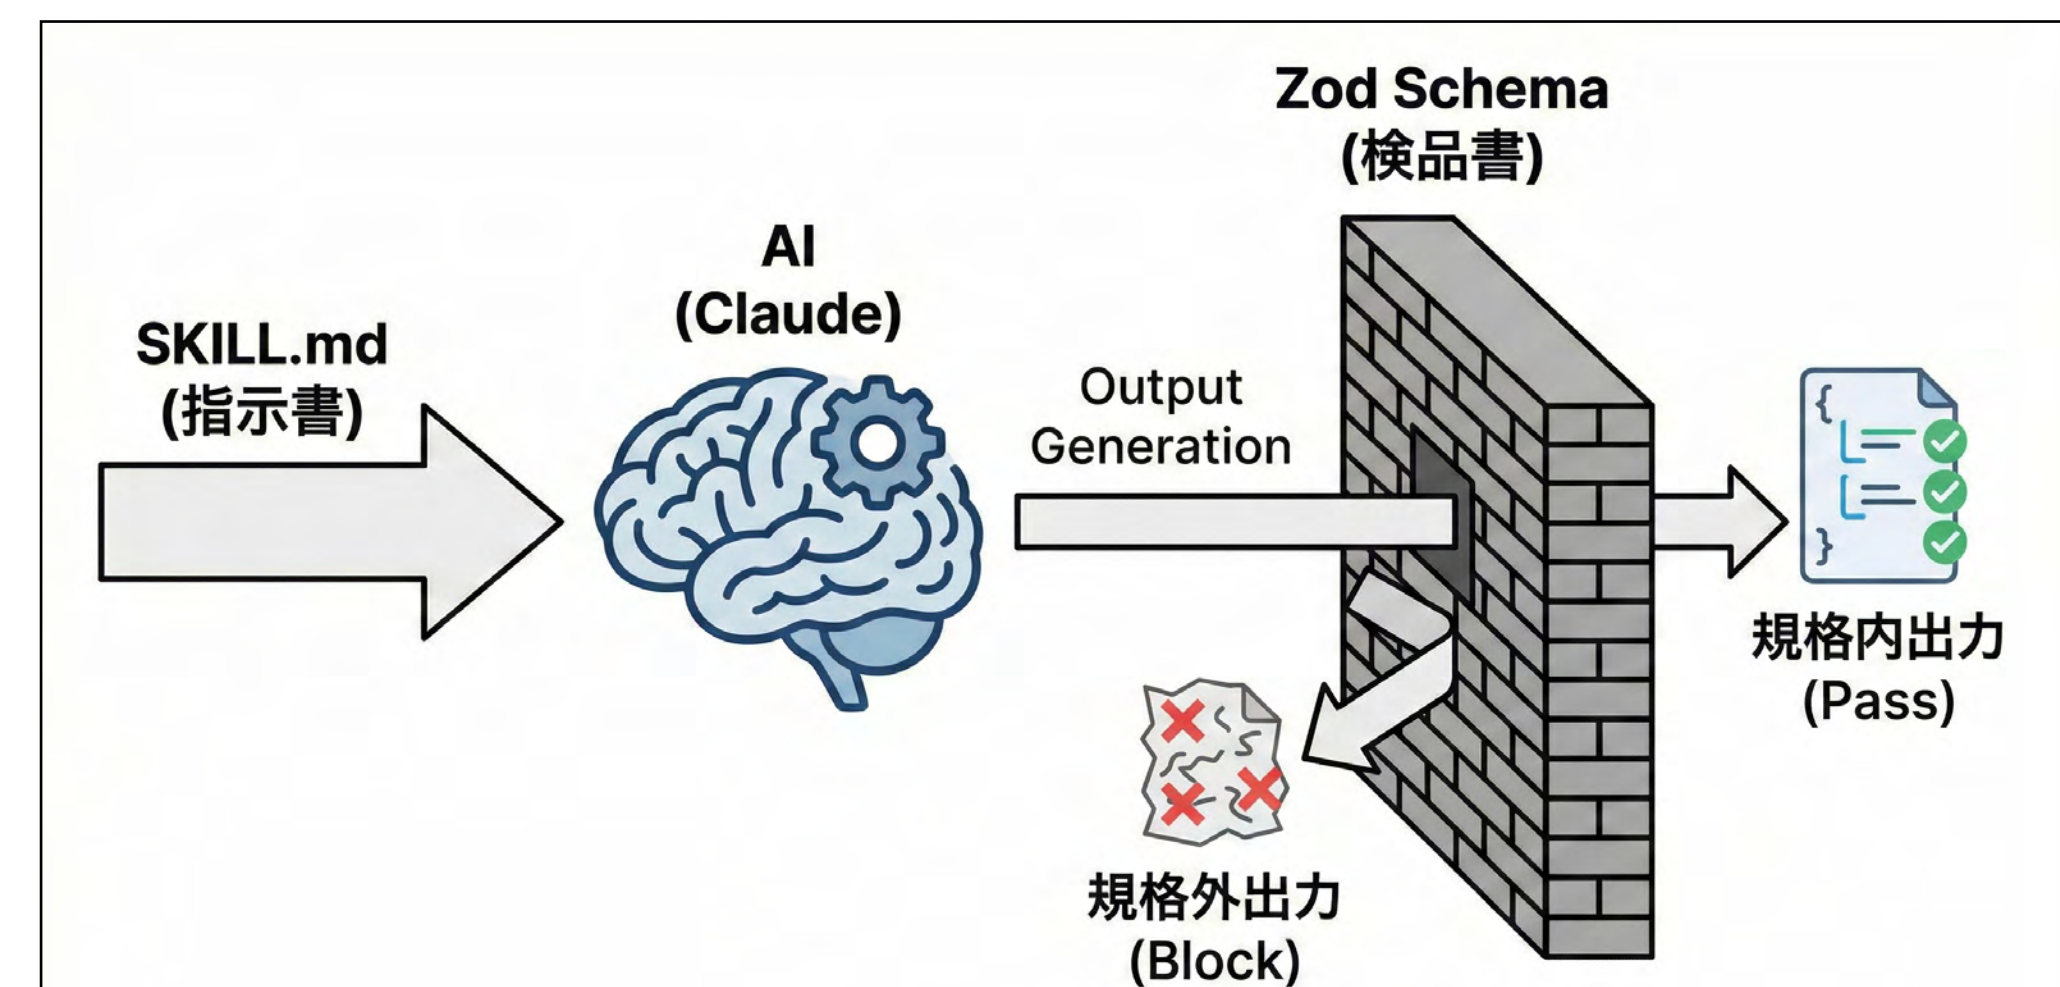 SKILL.md
(指示書)
AI
(Claude)
Output
Generation
Zod Schema
(検品書)
{
}
規格内出力
(Pass)
規格外出力
(Block)